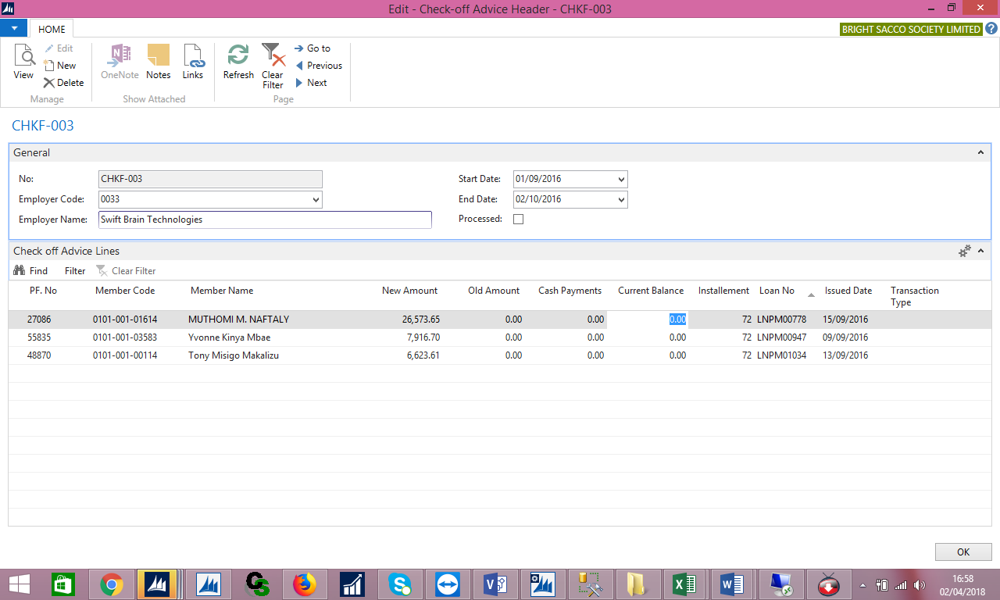 Edit - Check-off Advice Header - CHKF-003
HOME
BRIGHT SACCO SOCIETY LIMITED
View
Edit
New
Delete
Manage
OneNote
Notes
Links
Show Attached
Refresh
Clear Filter
Go to
Previous
Next
Page
CHKF-003
General
No: CHKF-003
Employer Code: 0033
Employer Name: Swift Brain Technologies
Start Date: 01/09/2016
End Date: 02/10/2016
Processed:
Check off Advice Lines
Find Filter Clear Filter
PF. No Member Code Member Name New Amount Old Amount Cash Payments Current Balance Installement Loan No Issued Date Transaction Type
27086 0101-001-01614 MUTHOMI M. NAFTALY 26,573.65 0.00 0.00 0.00 72 LNPM00778 15/09/2016
55835 0101-001-03583 Yvonne Kinya Mbae 7,916.70 0.00 0.00 0.00 72 LNPM00947 09/09/2016
48870 0101-001-00114 Tony Misigo Makalizu 6,623.61 0.00 0.00 0.00 72 LNPM01034 13/09/2016
OK
16:58
02/04/2018